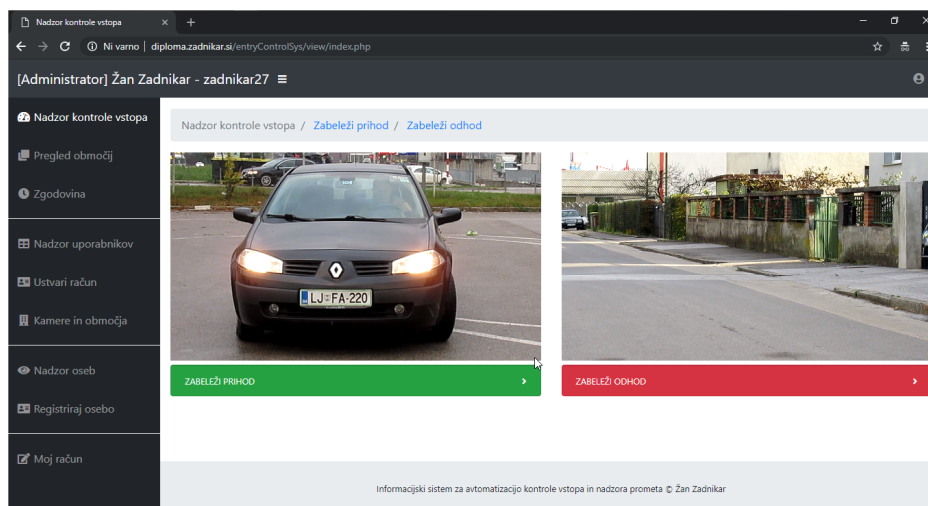 Nadzor kontrole vstopa
Ni varno | diploma.zadnikar.si/entryControlSys/view/index.php
[Administrator] Žan Zadnikar - zadnikar27
Nadzor kontrole vstopa
Pregled območij
Zgodovina
Nadzor uporabnikov
Ustvari račun
Kamere in območja
Nadzor oseb
Registriraj osebo
Moj račun
Nadzor kontrole vstopa / Zabeleži prihod / Zabeleži odhod
LJ FA-220
ZABELEŽI PRIHOD
ZABELEŽI ODHOD
Informacijski sistem za avtomatizacijo kontrole vstopa in nadzora prometa © Žan Zadnikar